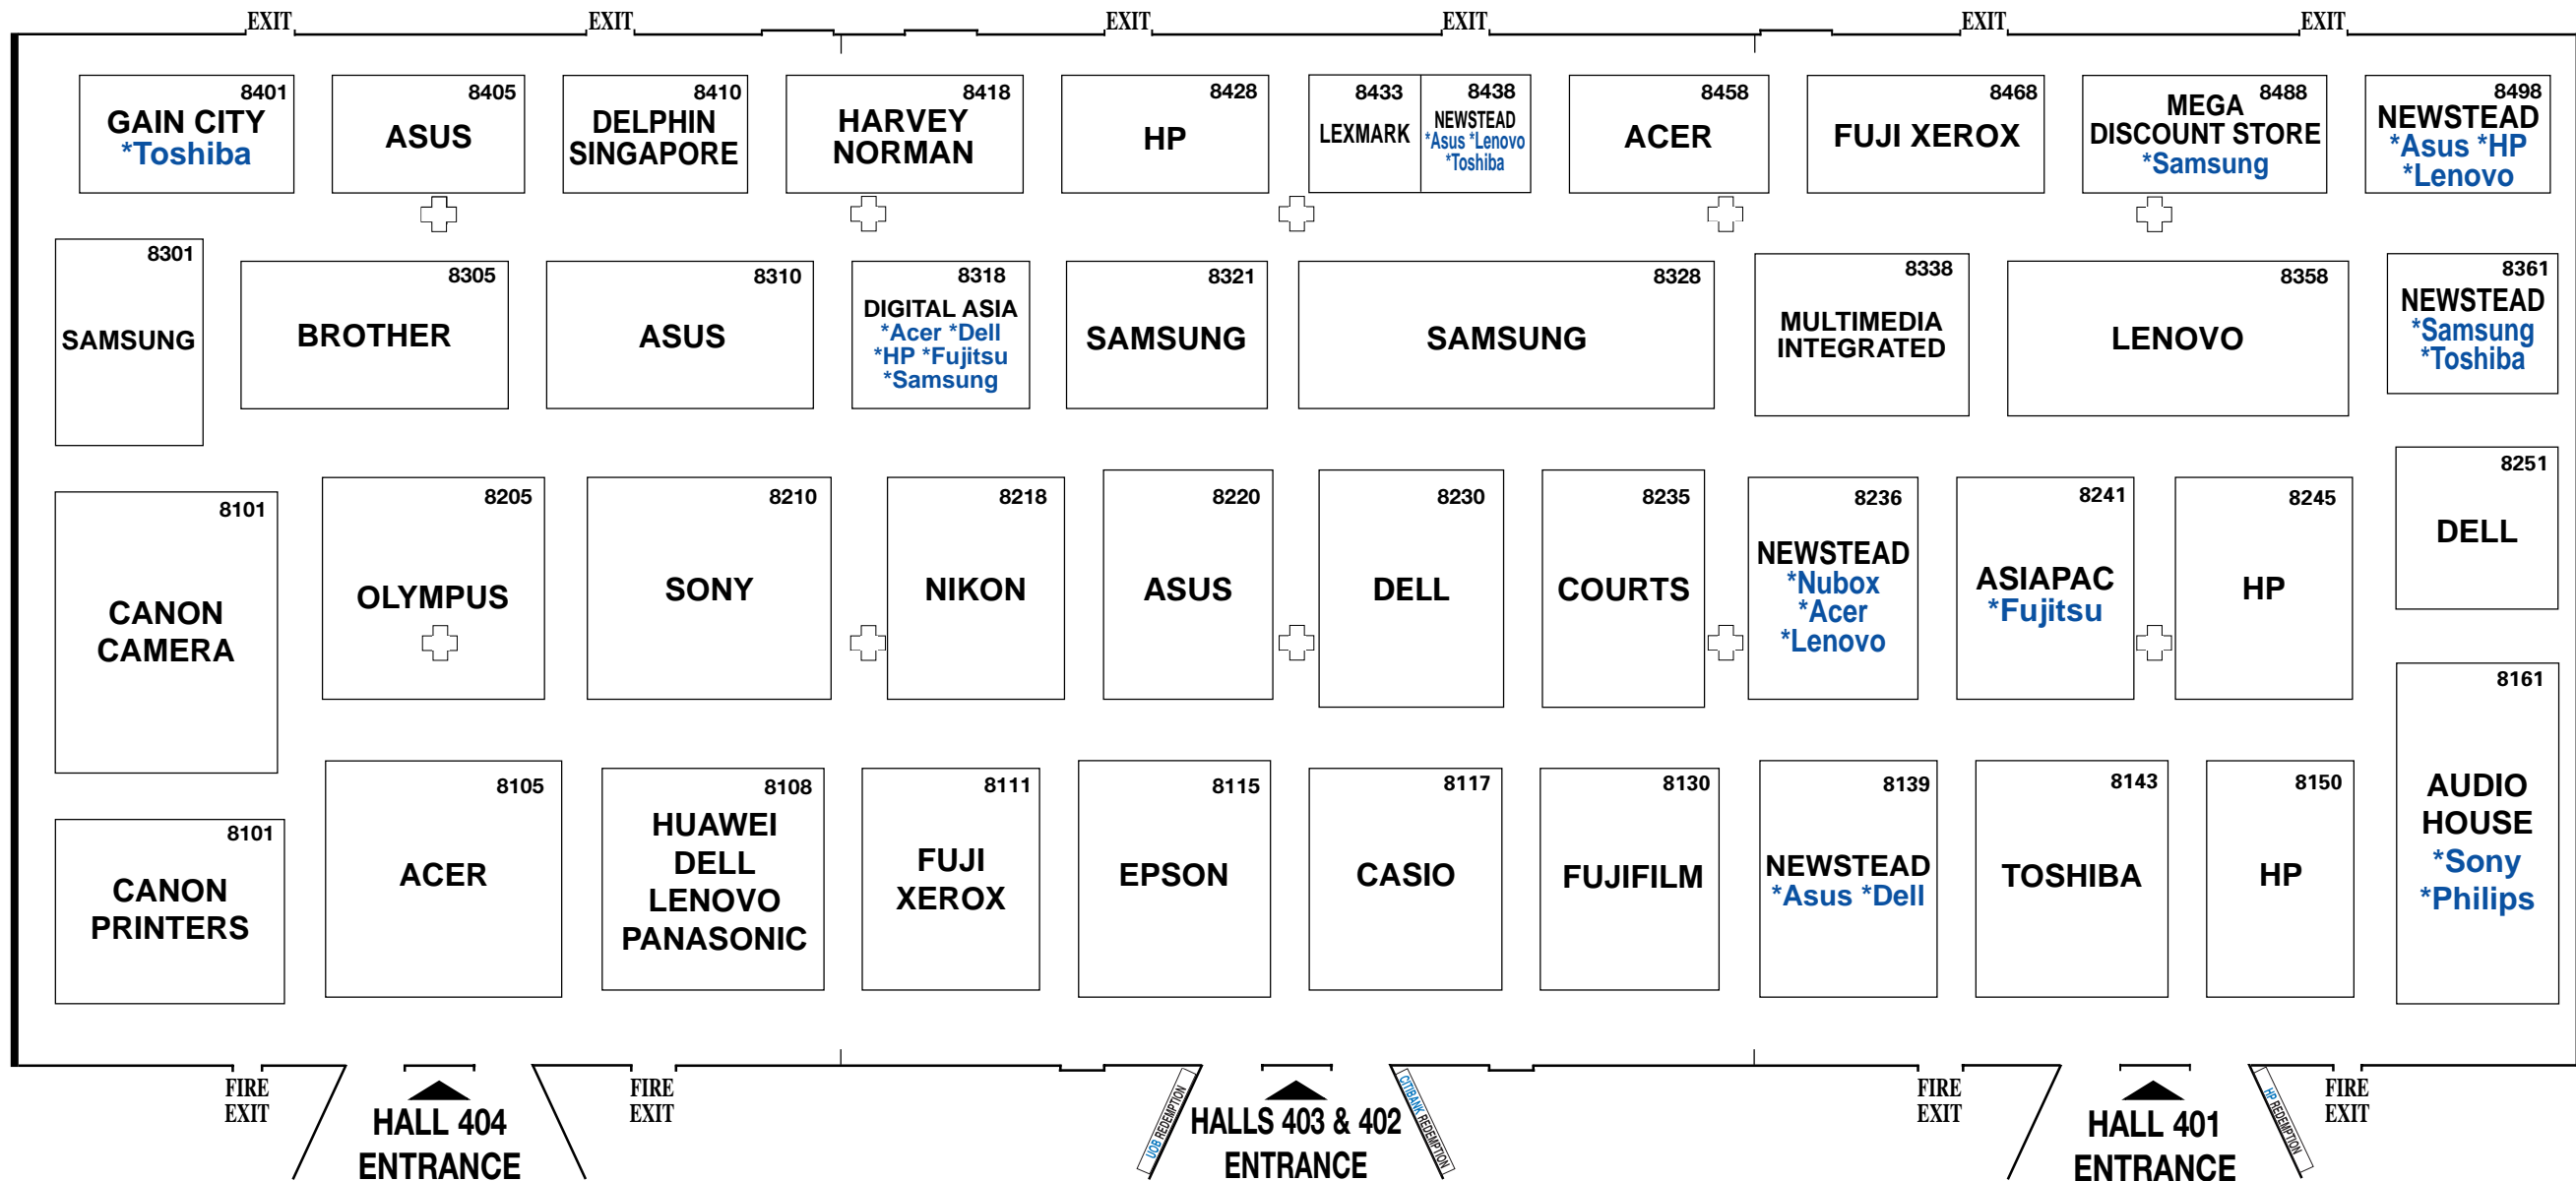 EXIT
EXIT
EXIT
EXIT
EXIT
EXIT
8401
GAIN CITY
*Toshiba
8405
ASUS
8410
DELPHIN
SINGAPORE
8418
HARVEY
NORMAN
8428
HP
8433
LEXMARK
8438
NEWSTEAD
*Asus *Lenovo
*Toshiba
8458
ACER
8468
FUJI XEROX
8488
MEGA
DISCOUNT STORE
*Samsung
8498
NEWSTEAD
*Asus *HP
*Lenovo
8301
SAMSUNG
8305
BROTHER
8310
ASUS
8318
DIGITAL ASIA
*Acer *Dell
*HP *Fujitsu
*Samsung
8321
SAMSUNG
8328
SAMSUNG
8338
MULTIMEDIA
INTEGRATED
8358
LENOVO
8361
NEWSTEAD
*Samsung
*Toshiba
8101
CANON
CAMERA
8205
OLYMPUS
8210
SONY
8218
NIKON
8220
ASUS
8230
DELL
8235
COURTS
8236
NEWSTEAD
*Nubox
*Acer
*Lenovo
8241
ASIAPAC
*Fujitsu
8245
HP
8251
DELL
8101
CANON
PRINTERS
8105
ACER
8108
HUAWEI
DELL
LENOVO
PANASONIC
8111
FUJI
XEROX
8115
EPSON
8117
CASIO
8130
FUJIFILM
8139
NEWSTEAD
*Asus *Dell
8143
TOSHIBA
8150
HP
8161
AUDIO
HOUSE
*Sony
*Philips
FIRE
EXIT
HALL 404
ENTRANCE
FIRE
EXIT
UOB REDEMPTION
HALLS 403 & 402
ENTRANCE
CITIBANK REDEMPTION
FIRE
EXIT
HALL 401
ENTRANCE
HP REDEMPTION
FIRE
EXIT